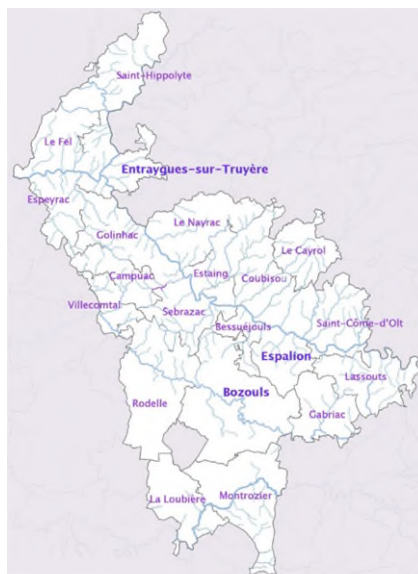 Saint-Hippolyte
Le Fel
Entraygues-sur-Truyère
Espeyrac
Le Nayrac
Golinhac
Le Cayrol
Campuac
Estaing
Coubisou
Villecomtal
Sebrazac
Saint-Côme-d'Olt
Bessuéjouls
Espalion
Lassouts
Bozouls
Rodelle
Gabriac
La Loubière
Montrozier